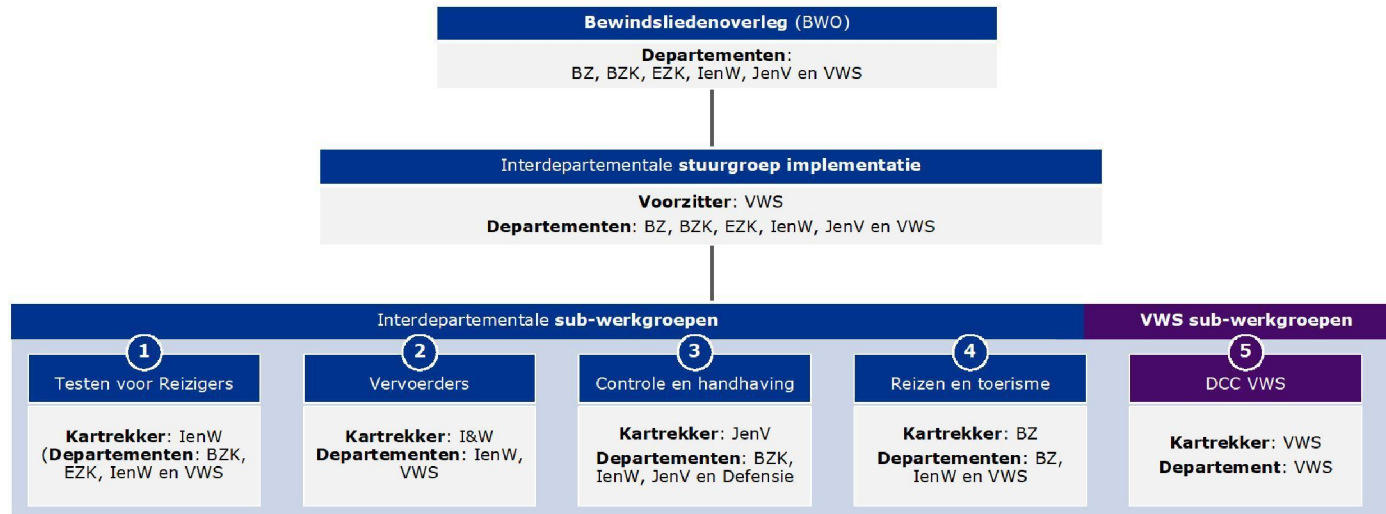 Bewindsliedenoverleg (BWO)
Departementen:
BZ, BZK, EZK, IenW, JenV en VWS
Interdepartementale stuurgroep implementatie
Voorzitter: VWS
Departementen: BZ, BZK, EZK, IenW, JenV en VWS
Interdepartementale sub-werkgroepen
VWS sub-werkgroepen
1
Testen voor Reizigers
Kartrekker: IenW
(Departementen: BZK,
EZK, IenW en VWS
2
Vervoerders
Kartrekker: I&W
Departementen: IenW,
VWS
3
Controle en handhaving
Kartrekker: JenV
Departementen: BZK,
IenW, JenV en Defensie
4
Reizen en toerisme
Kartrekker: BZ
Departementen: BZ,
IenW en VWS
5
DCC VWS
Kartrekker: VWS
Departement: VWS